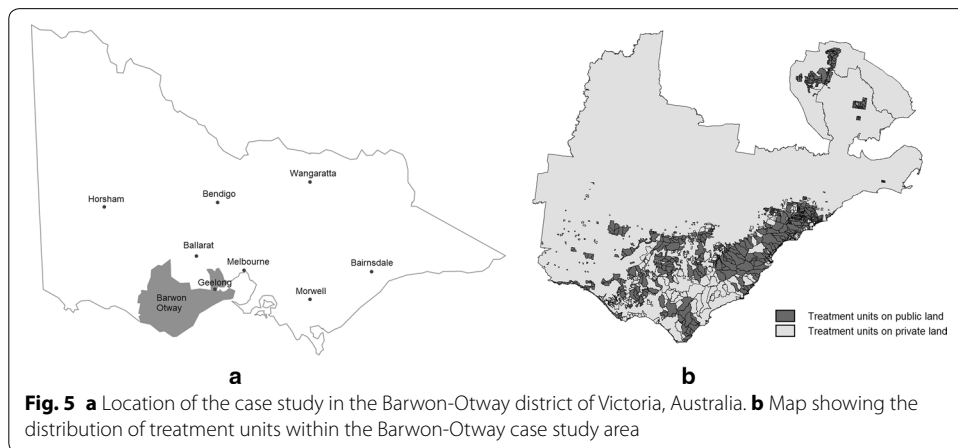 Wangaratta
Horsham
Bendigo
Ballarat
Melbourne
Bairnsdale
Geelong
Barwon
Otway
Morwell
Treatment units on public land
Treatment units on private land
a
b
Fig. 5 a Location of the case study in the Barwon-Otway district of Victoria, Australia. b Map showing the
distribution of treatment units within the Barwon-Otway case study area